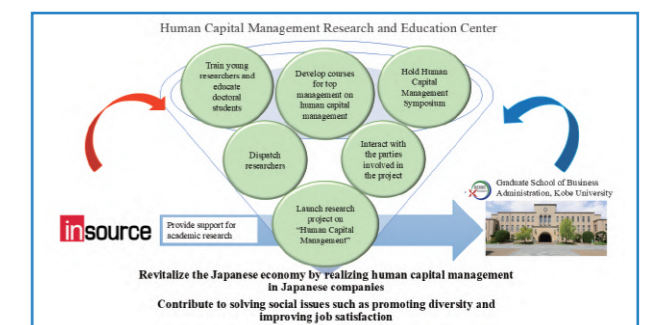 Human Capital Management Research and Education Center
Train young
researchers and
educate
doctoral
students
Develop courses
for top
management on
human capital
management
Hold Human
Capital
Management
Symposium
Dispatch
researchers
Interact with
the parties
involved in
the project
Launch research
project on
“Human Capital
Management”
insource
Provide support for
academic research
Graduate School of Business
Administration, Kobe University
Revitalize the Japanese economy by realizing human capital management
in Japanese companies
Contribute to solving social issues such as promoting diversity and
improving job satisfaction